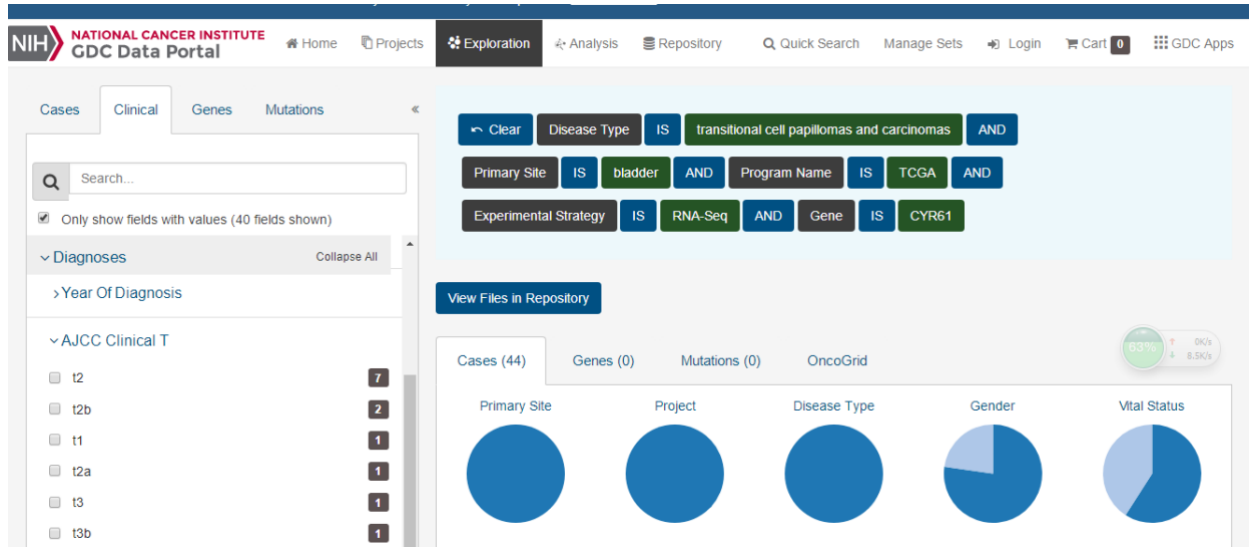 NIH NATIONAL CANCER INSTITUTE
GDC Data Portal
Home Projects Exploration Analysis Repository Quick Search Manage Sets Login Cart 0 GDC Apps
Cases Clinical Genes Mutations «
Search...
Only show fields with values (40 fields shown)
Diagnoses Collapse All
Year Of Diagnosis
AJCC Clinical T
t2 7
t2b 2
t1 1
t2a 1
t3 1
t3b 1
Clear Disease Type IS transitional cell papillomas and carcinomas AND
Primary Site IS bladder AND Program Name IS TCGA AND
Experimental Strategy IS RNA-Seq AND Gene IS CYR61
View Files in Repository
63% 0K/s
8.5K/s
Cases (44) Genes (0) Mutations (0) OncoGrid
Primary Site Project Disease Type Gender Vital Status